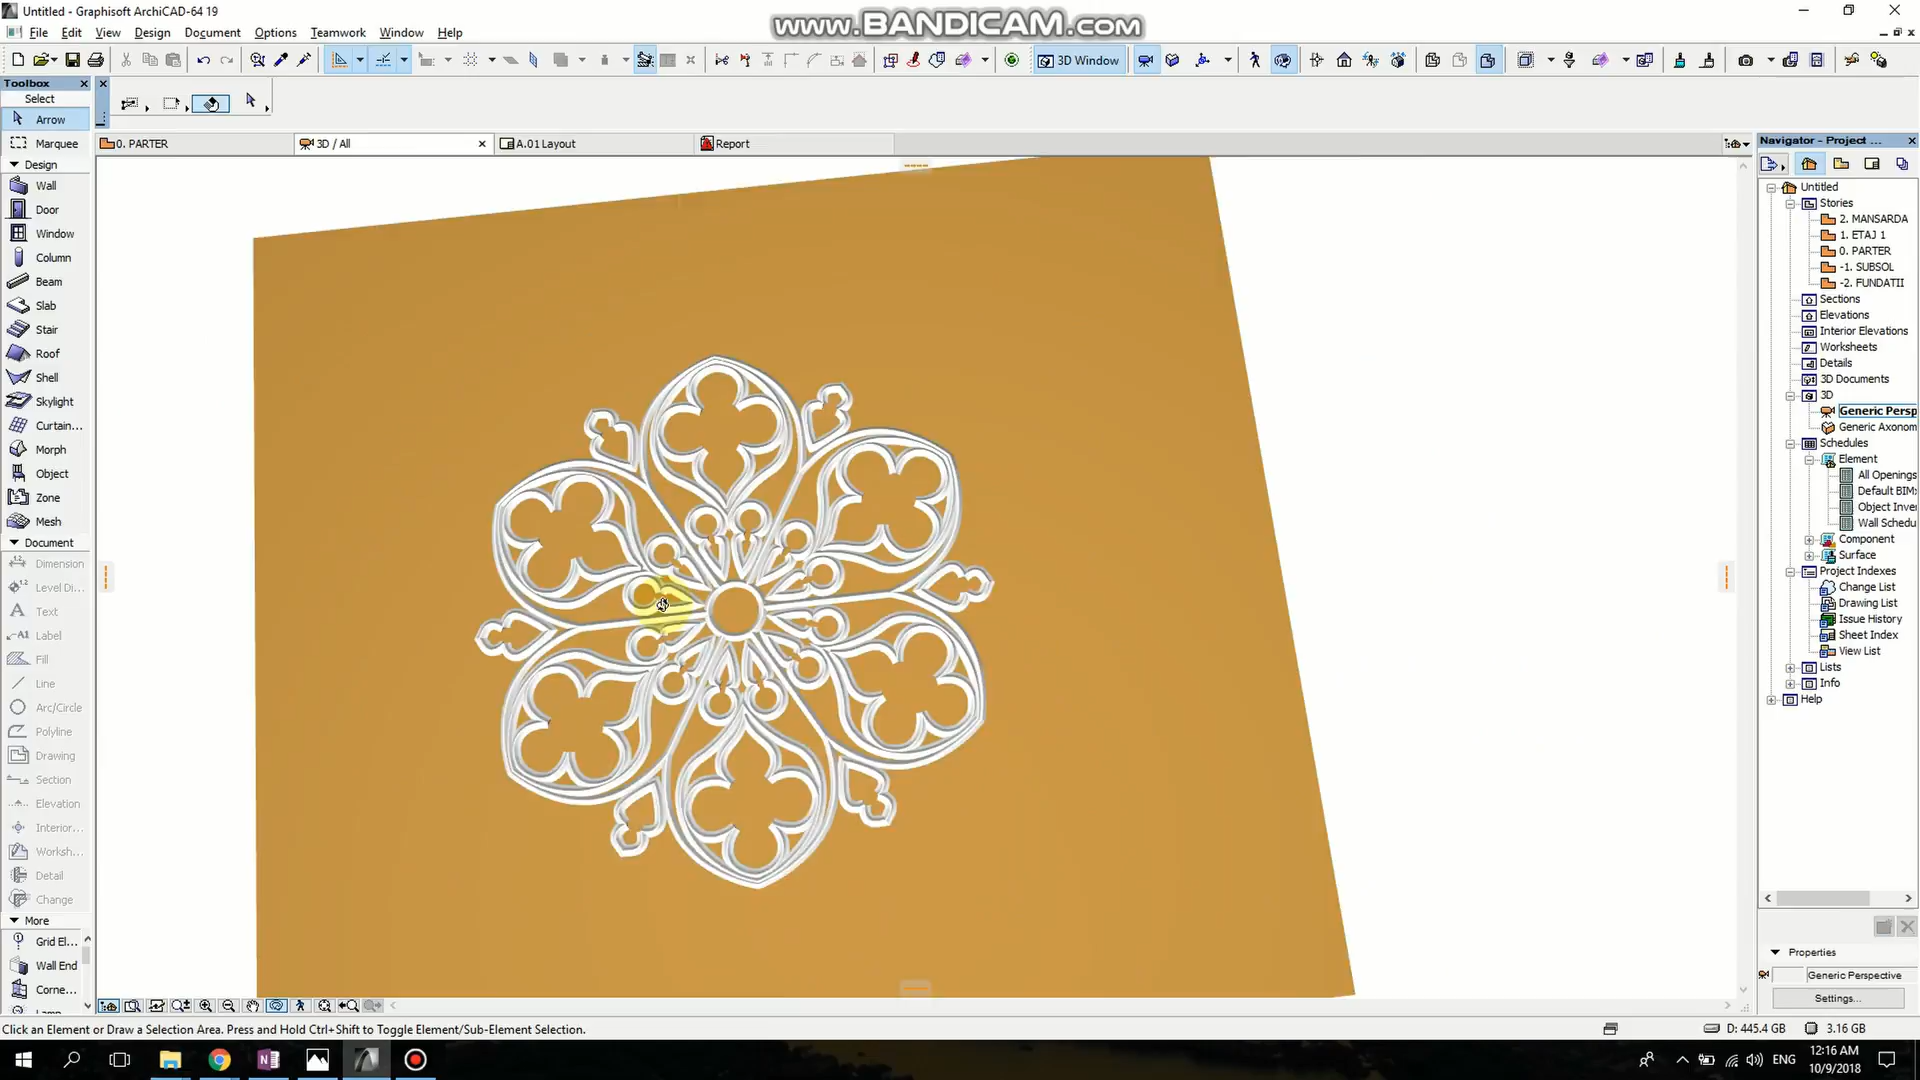 Untitled - Graphisoft ArchiCAD-64 19
www.BANDICAM.com
File Edit View Design Document Options Teamwork Window Help
3D Window
Toolbox
Select
Arrow
Marquee
Design
Wall
Door
Window
Column
Beam
Slab
Stair
Roof
Shell
Skylight
Curtain...
Morph
Object
Zone
Mesh
Document
Dimension
Level Di...
Text
A1 Label
Fill
Line
Arc/Circle
Polyline
Drawing
Section
Elevation
Interior...
Worksh...
Detail
Change
More
Grid El...
Wall End
Corne...
0. PARTER
3D / All
A.01 Layout
Report
Navigator - Project ...
Untitled
Stories
2. MANSARDA
1. ETAJ 1
0. PARTER
-1. SUBSOL
-2. FUNDATII
Sections
Elevations
Interior Elevations
Worksheets
Details
3D Documents
3D
Generic Persp
Generic Axonom
Schedules
Element
All Openings
Default BIM
Object Inve
Wall Schedu
Component
Surface
Project Indexes
Change List
Drawing List
Issue History
Sheet Index
View List
Lists
Info
Help
Properties
Generic Perspective
Settings...
Click an Element or Draw a Selection Area. Press and Hold Ctrl+Shift to Toggle Element/Sub-Element Selection.
D: 445.4 GB
3.16 GB
ENG
12:16 AM
10/9/2018